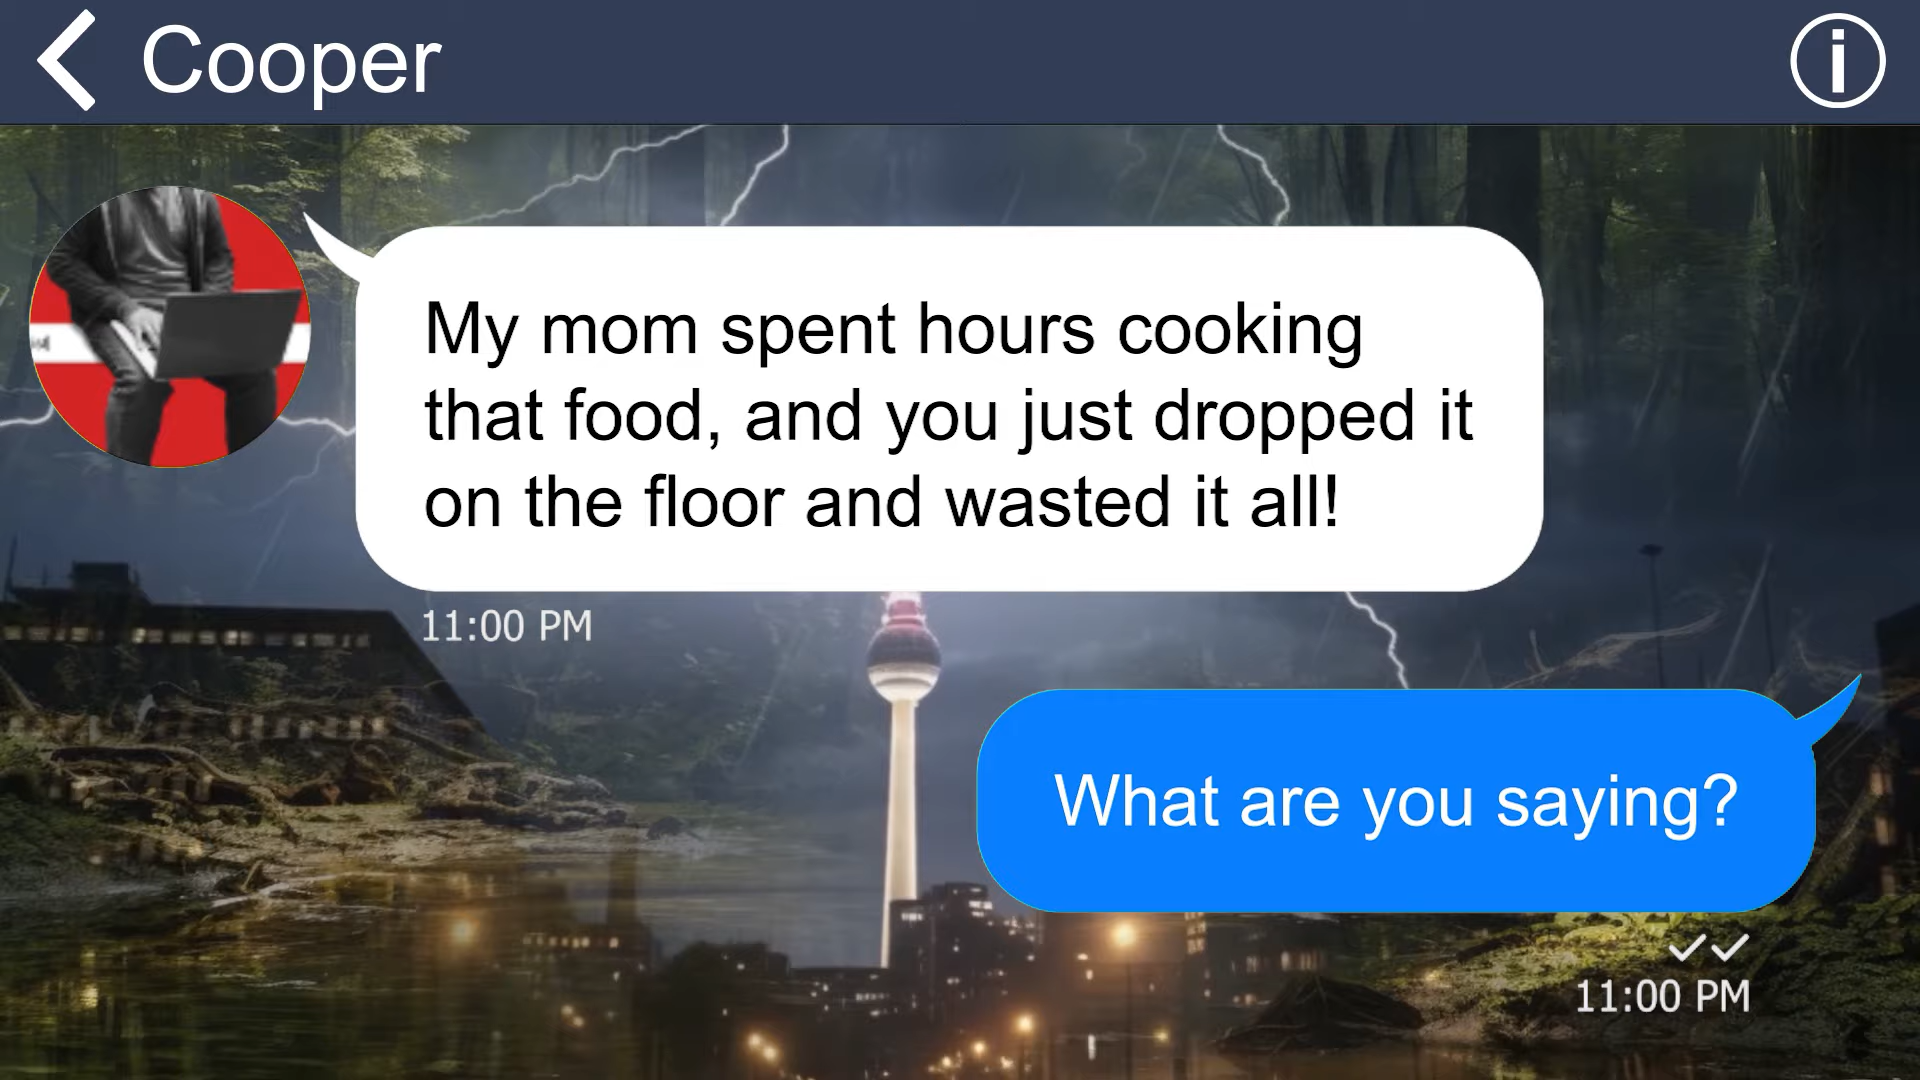 Cooper
My mom spent hours cooking
that food, and you just dropped it
on the floor and wasted it all!
11:00 PM
What are you saying?
11:00 PM